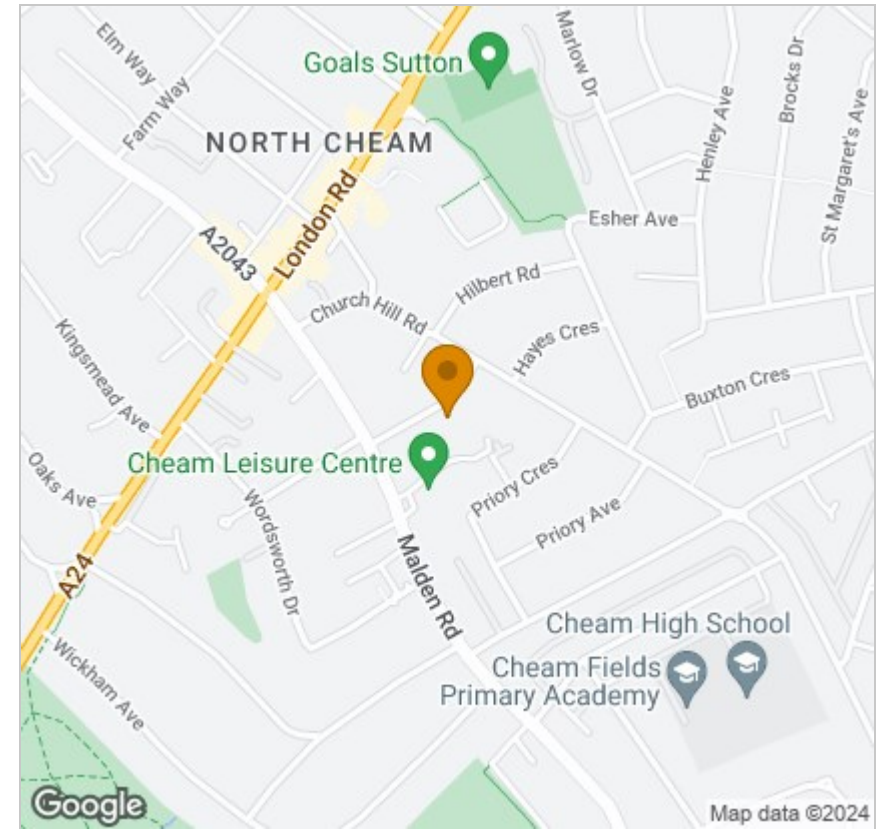 Elm Way
Farm Way
Goals Sutton
Marlow Dr
Henley Ave
Brocks Dr
St Margaret's Ave
NORTH CHEAM
London Rd
A2043
Esher Ave
Hilbert Rd
Church Hill Rd
Hayes Cres
Kingsmead Ave
Buxton Cres
Cheam Leisure Centre
Oaks Ave
Wordsworth Dr
Priory Cres
Priory Ave
A24
Malden Rd
Cheam High School
Cheam Fields
Primary Academy
Wickham Ave
Google
Map data ©2024